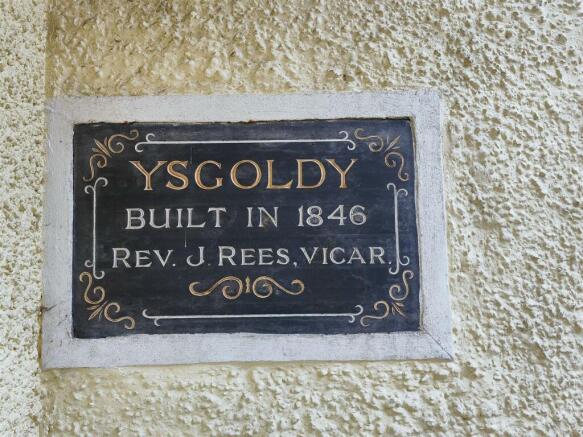 YSGOLDY
BUILT IN 1846
REV. J. REES, VICAR.